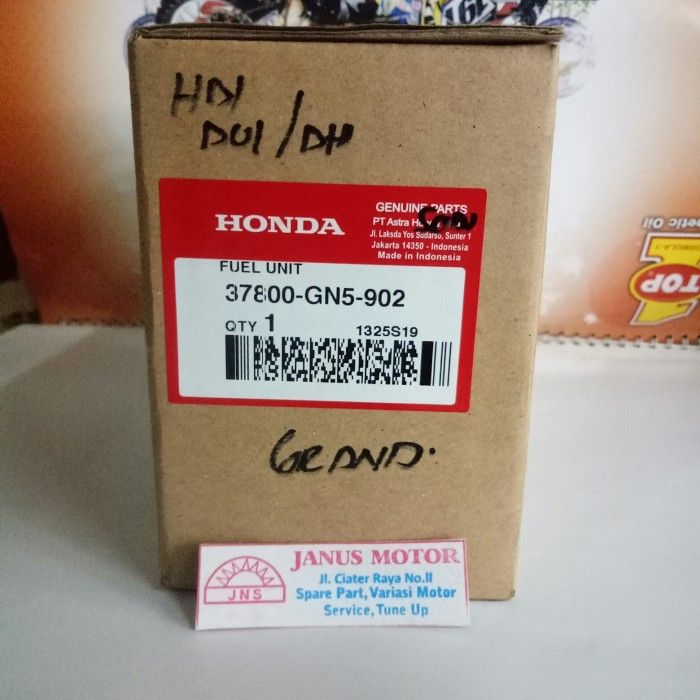 HDI
DUI/DH
HONDA
GENUINE PARTS
PT Astra
Jl. Laksda Yos Sudarso, Sunter 1
Jakarta 14350 - Indonesia
Made in Indonesia
FUEL UNIT
37800-GN5-902
QTY 1
1325S19
GRAND.
JNS
JANUS MOTOR
Jl. Ciater Raya No.II
Spare Part, Variasi Motor
Service, Tune Up
TOP
1